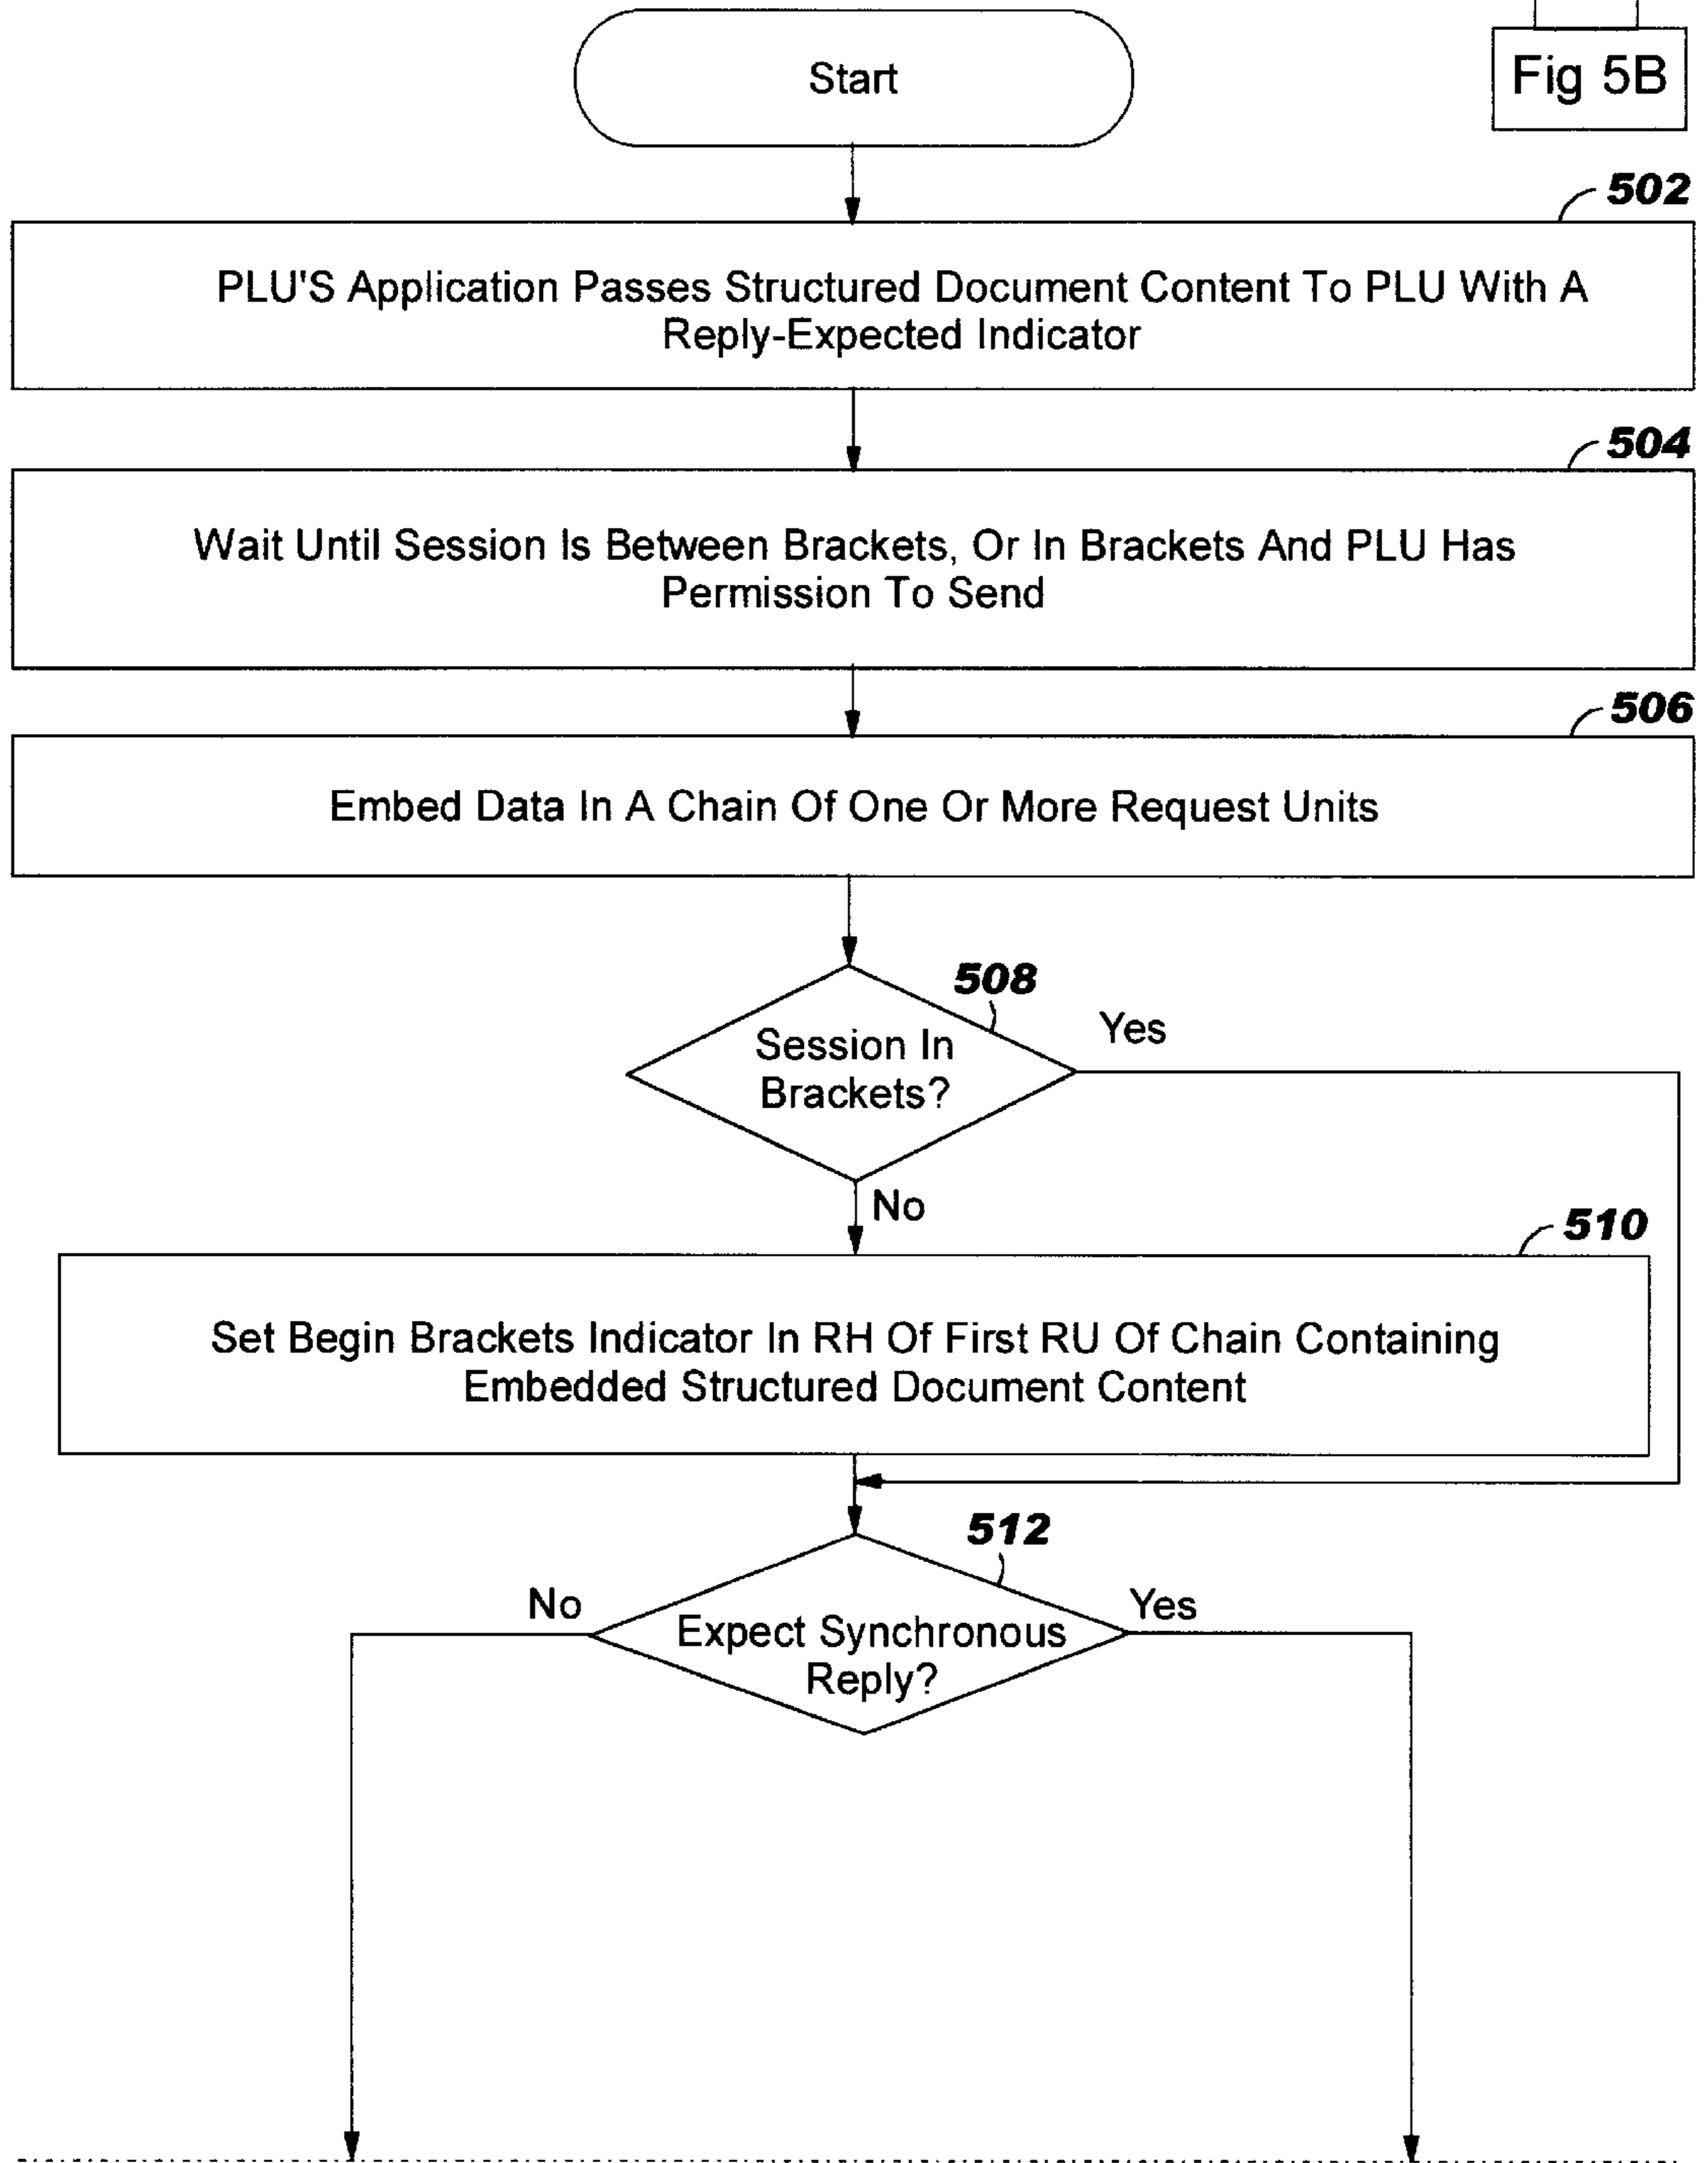 Start
Fig 5B
502
PLU'S Application Passes Structured Document Content To PLU With A
Reply-Expected Indicator
504
Wait Until Session Is Between Brackets, Or In Brackets And PLU Has
Permission To Send
506
Embed Data In A Chain Of One Or More Request Units
508
Session In
Brackets?
Yes
No
510
Set Begin Brackets Indicator In RH Of First RU Of Chain Containing
Embedded Structured Document Content
512
No
Expect Synchronous
Reply?
Yes